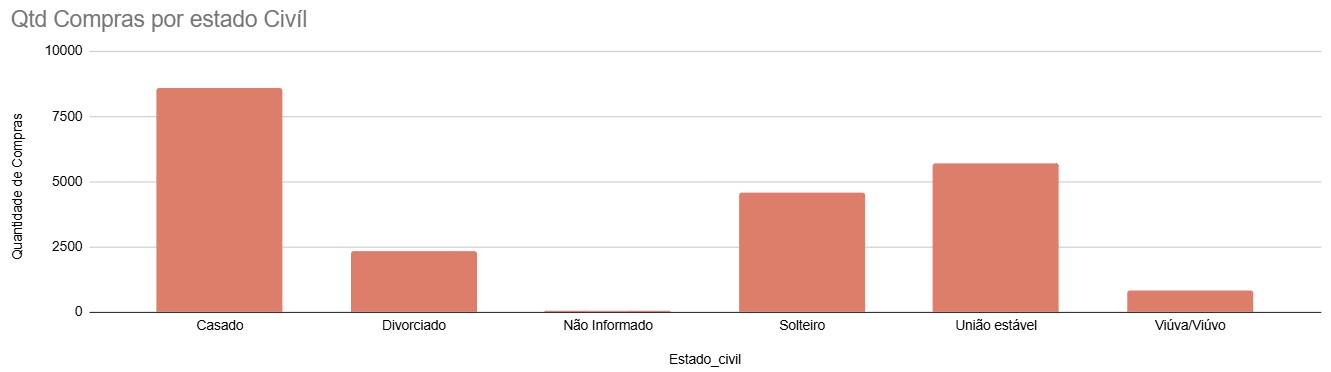 Qtd Compras por estado Civíl
10000
7500
5000
2500
0
Quantidade de Compras
Casado
Divorciado
Não Informado
Solteiro
União estável
Viúva/Viúvo
Estado_civil